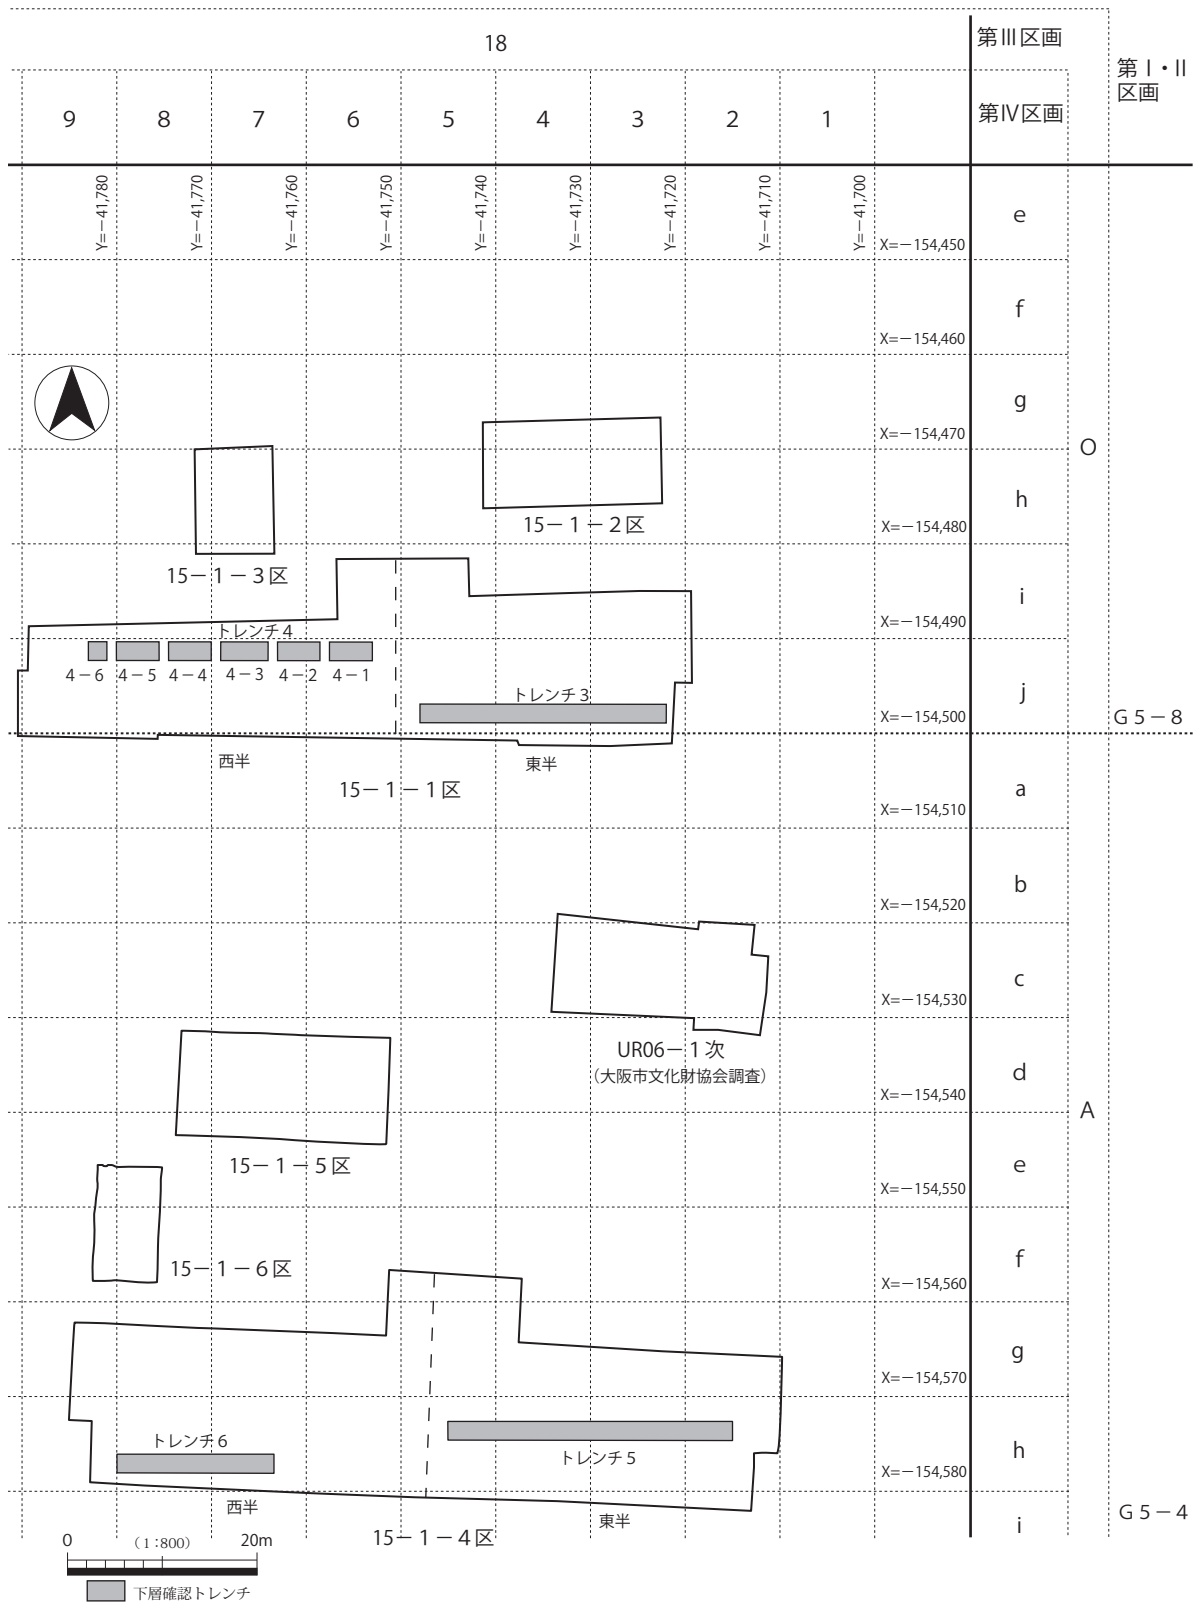 18
第Ⅲ区画
第Ⅰ・Ⅱ
区画
9 8 7 6 5 4 3 2 1
第Ⅳ区画
Y=－41,780
Y=－41,770
Y=－41,760
Y=－41,750
Y=－41,740
Y=－41,730
Y=－41,720
Y=－41,710
Y=－41,700
e
X=－154,450
f
X=－154,460
g
X=－154,470
O
h
15－1－2区
X=－154,480
15－1－3区
i
X=－154,490
トレンチ4
4－6 4－5 4－4 4－3 4－2 4－1
トレンチ3
j
X=－154,500
G5－8
西半
東半
15－1－1区
a
X=－154,510
b
X=－154,520
c
X=－154,530
UR06－1次
（大阪市文化財協会調査）
d
X=－154,540
A
15－1－5区
e
X=－154,550
15－1－6区
f
X=－154,560
g
X=－154,570
トレンチ6
トレンチ5
h
X=－154,580
西半
東半
15－1－4区
i
G5－4
0 （1：800） 20m
下層確認トレンチ